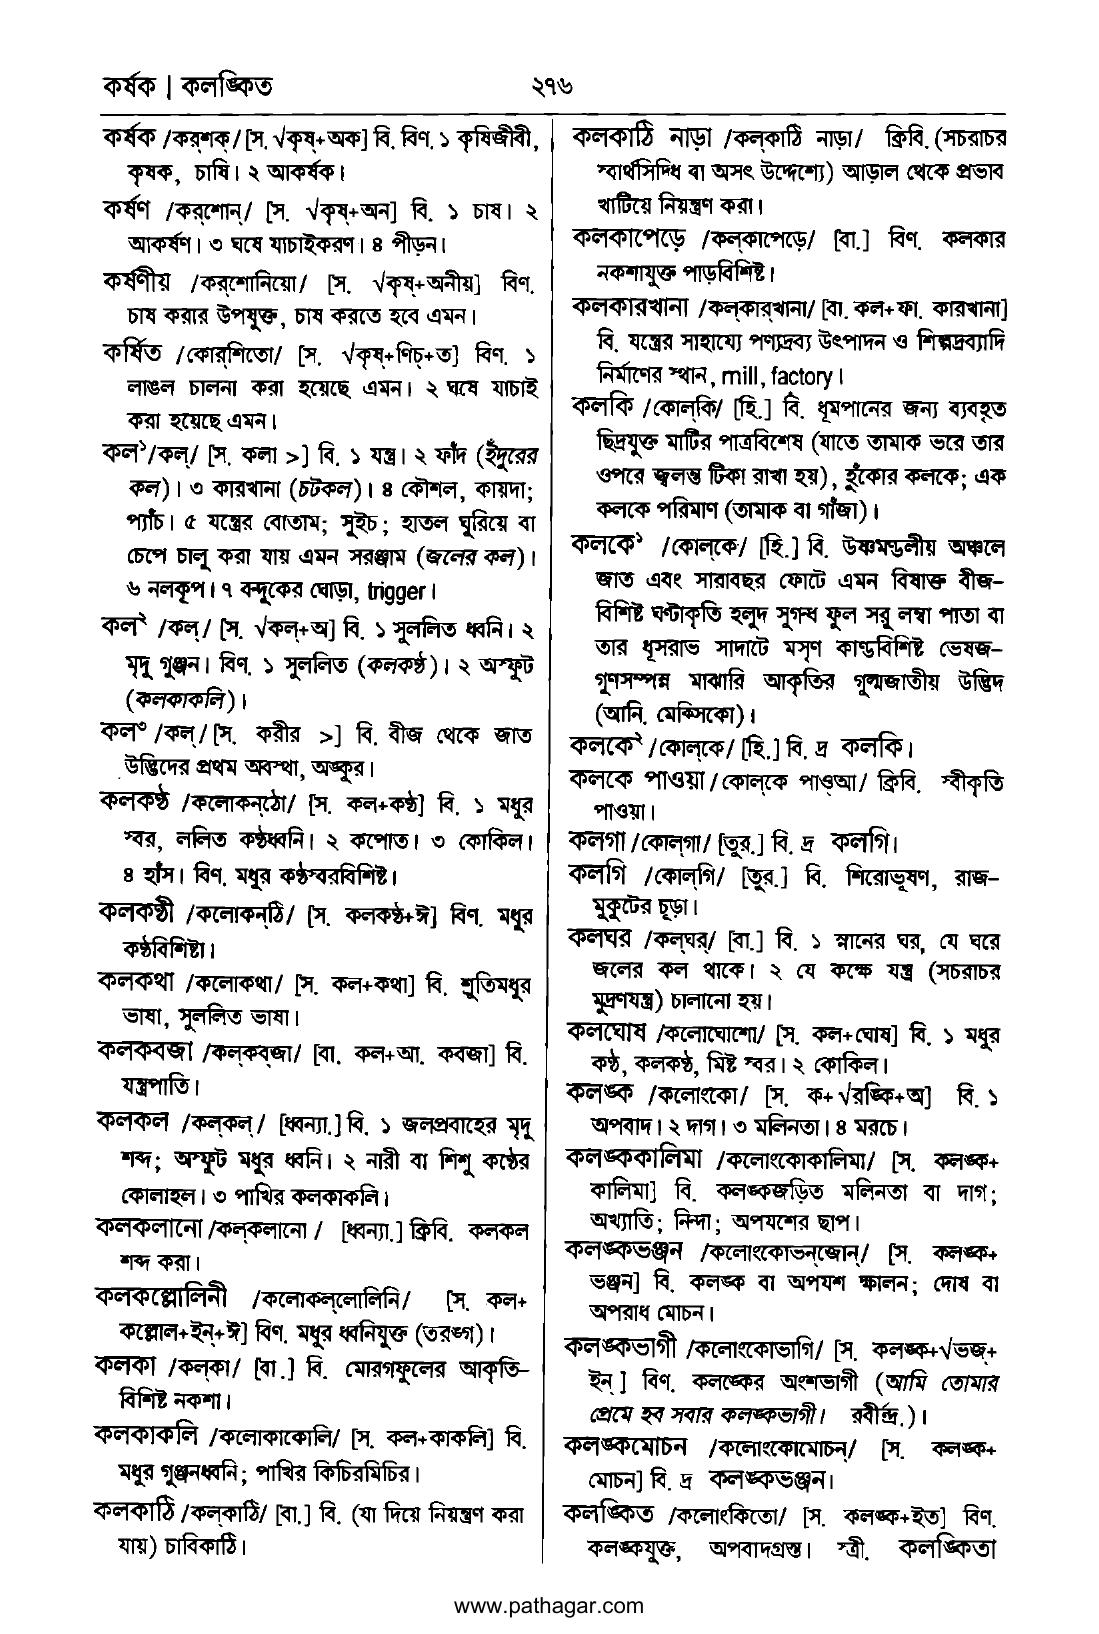 কর্ষক | কলঙ্কিত
২৭৬
কর্ষক /কর্‌শক্/ [স. √কৃষ্+অক] বি. বিণ. ১ কৃষিজীবী,
কৃষক, চাষি। ২ আকর্ষক।
কর্ষণ /কর্‌শোন্/ [স. √কৃষ্+অন] বি. ১ চাষ। ২
আকর্ষণ। ৩ ঘষে যাচাইকরণ। ৪ পীড়ন।
কর্ষণীয় /কর্‌শোনিয়ো/ [স. √কৃষ্+অনীয়] বিণ.
চাষ করার উপযুক্ত, চাষ করতে হবে এমন।
কর্ষিত /কোর্‌শিতো/ [স. √কৃষ্+ণিচ্+ত] বিণ. ১
লাঙল চালনা করা হয়েছে এমন। ২ ঘষে যাচাই
করা হয়েছে এমন।
কল১/কল্/ [স. কলা >] বি. ১ যন্ত্র। ২ ফাঁদ (ইঁদুরের
কল)। ৩ কারখানা (চটকল)। ৪ কৌশল, কায়দা;
প্যাঁচ। ৫ যন্ত্রের বোতাম; সুইচ; হাতল ঘুরিয়ে বা
চেপে চালু করা যায় এমন সরঞ্জাম (জলের কল)।
৬ নলকূপ। ৭ বন্দুকের ঘোড়া, trigger।
কল২ /কল্/ [স. √কল্+অ] বি. ১ সুললিত ধ্বনি। ২
মৃদু গুঞ্জন। বিণ. ১ সুললিত (কলকণ্ঠ)। ২ অস্ফুট
(কলকাকলি)।
কল৩ /কল্/ [স. করীর >] বি. বীজ থেকে জাত
উদ্ভিদের প্রথম অবস্থা, অঙ্কুর।
কলকণ্ঠ /কলোকন্‌ঠো/ [স. কল+কণ্ঠ] বি. ১ মধুর
স্বর, ললিত কণ্ঠধ্বনি। ২ কপোত। ৩ কোকিল।
৪ হাঁস। বিণ. মধুর কণ্ঠস্বরবিশিষ্ট।
কলকণ্ঠী /কলোকন্‌ঠি/ [স. কলকণ্ঠ+ঈ] বিণ. মধুর
কণ্ঠবিশিষ্টা।
কলকথা /কলোকথা/ [স. কল+কথা] বি. শ্রুতিমধুর
ভাষা, সুললিত ভাষা।
কলকবজা /কল্‌কব্‌জা/ [বা. কল+আ. কবজা] বি.
যন্ত্রপাতি।
কলকল /কল্‌কল্/ [ধ্বন্যা.] বি. ১ জলপ্রবাহের মৃদু
শব্দ; অস্ফুট মধুর ধ্বনি। ২ নারী বা শিশু কণ্ঠের
কোলাহল। ৩ পাখির কলকাকলি।
কলকলানো /কল্‌কলানো / [ধ্বন্যা.] ক্রিবি. কলকল
শব্দ করা।
কলকল্লোলিনী /কলোকল্‌লোলিনি/ [স. কল+
কল্লোল+ইন্+ঈ] বিণ. মধুর ধ্বনিযুক্ত (তরঙ্গ)।
কলকা /কল্‌কা/ [বা.] বি. মোরগফুলের আকৃতি-
বিশিষ্ট নকশা।
কলকাকলি /কলোকাকোলি/ [স. কল+কাকলি] বি.
মধুর গুঞ্জনধ্বনি; পাখির কিচিরমিচির।
কলকাঠি /কল্‌কাঠি/ [বা.] বি. (যা দিয়ে নিয়ন্ত্রণ করা
যায়) চাবিকাঠি।
কলকাঠি নাড়া /কল্‌কাঠি নাড়া/ ক্রিবি. (সচরাচর
স্বার্থসিদ্ধি বা অসৎ উদ্দেশ্যে) আড়াল থেকে প্রভাব
খাটিয়ে নিয়ন্ত্রণ করা।
কলকাপেড়ে /কল্‌কাপেড়ে/ [বা.] বিণ. কলকার
নকশাযুক্ত পাড়বিশিষ্ট।
কলকারখানা /কল্‌কার্‌খানা/ [বা. কল+ফা. কারখানা]
বি. যন্ত্রের সাহায্যে পণ্যদ্রব্য উৎপাদন ও শিল্পদ্রব্যাদি
নির্মাণের স্থান, mill, factory।
কলকি /কোল্‌কি/ [হি.] বি. ধূমপানের জন্য ব্যবহৃত
ছিদ্রযুক্ত মাটির পাত্রবিশেষ (যাতে তামাক ভরে তার
ওপরে জ্বলন্ত টিকা রাখা হয়), হুঁকোর কলকে; এক
কলকে পরিমাণ (তামাক বা গাঁজা)।
কলকে১ /কোল্‌কে/ [হি.] বি. উষ্ণমণ্ডলীয় অঞ্চলে
জাত এবং সারাবছর ফোটে এমন বিষাক্ত বীজ-
বিশিষ্ট ঘণ্টাকৃতি হলুদ সুগন্ধ ফুল সরু লম্বা পাতা বা
তার ধূসরাভ সাদাটে মসৃণ কাণ্ডবিশিষ্ট ভেষজ-
গুণসম্পন্ন মাঝারি আকৃতির গুল্মজাতীয় উদ্ভিদ
(আনি. মেক্সিকো)।
কলকে২ /কোল্‌কে/ [হি.] বি. দ্র কলকি।
কলকে পাওয়া /কোল্‌কে পাওআ/ ক্রিবি. স্বীকৃতি
পাওয়া।
কলগা /কোল্‌গা/ [তুর.] বি. দ্র কলগি।
কলগি /কোল্‌গি/ [তুর.] বি. শিরোভূষণ, রাজ-
মুকুটের চূড়া।
কলঘর /কল্‌ঘর্/ [বা.] বি. ১ স্নানের ঘর, যে ঘরে
জলের কল থাকে। ২ যে কক্ষে যন্ত্র (সচরাচর
মুদ্রণযন্ত্র) চালানো হয়।
কলঘোষ /কলোঘোশো/ [স. কল+ঘোষ] বি. ১ মধুর
কণ্ঠ, কলকণ্ঠ, মিষ্ট স্বর। ২ কোকিল।
কলঙ্ক /কলোংকো/ [স. ক+√রঙ্কি+অ] বি. ১
অপবাদ। ২ দাগ। ৩ মলিনতা। ৪ মরচে।
কলঙ্ককালিমা /কলোংকোকালিমা/ [স. কলঙ্ক+
কালিমা] বি. কলঙ্কজড়িত মলিনতা বা দাগ;
অখ্যাতি; নিন্দা; অপযশের ছাপ।
কলঙ্কভঞ্জন /কলোংকোভন্‌জোন্/ [স. কলঙ্ক+
ভঞ্জন] বি. কলঙ্ক বা অপযশ ক্ষালন; দোষ বা
অপরাধ মোচন।
কলঙ্কভাগী /কলোংকোভাগি/ [স. কলঙ্ক+√ভজ্+
ইন্] বিণ. কলঙ্কের অংশভাগী (আমি তোমার
প্রেমে হব সবার কলঙ্কভাগী। রবীন্দ্র.)।
কলঙ্কমোচন /কলোংকোমোচন্/ [স. কলঙ্ক+
মোচন] বি. দ্র কলঙ্কভঞ্জন।
কলঙ্কিত /কলোংকিতো/ [স. কলঙ্ক+ইত] বিণ.
কলঙ্কযুক্ত, অপবাদগ্রস্ত। স্ত্রী. কলঙ্কিতা
www.pathagar.com